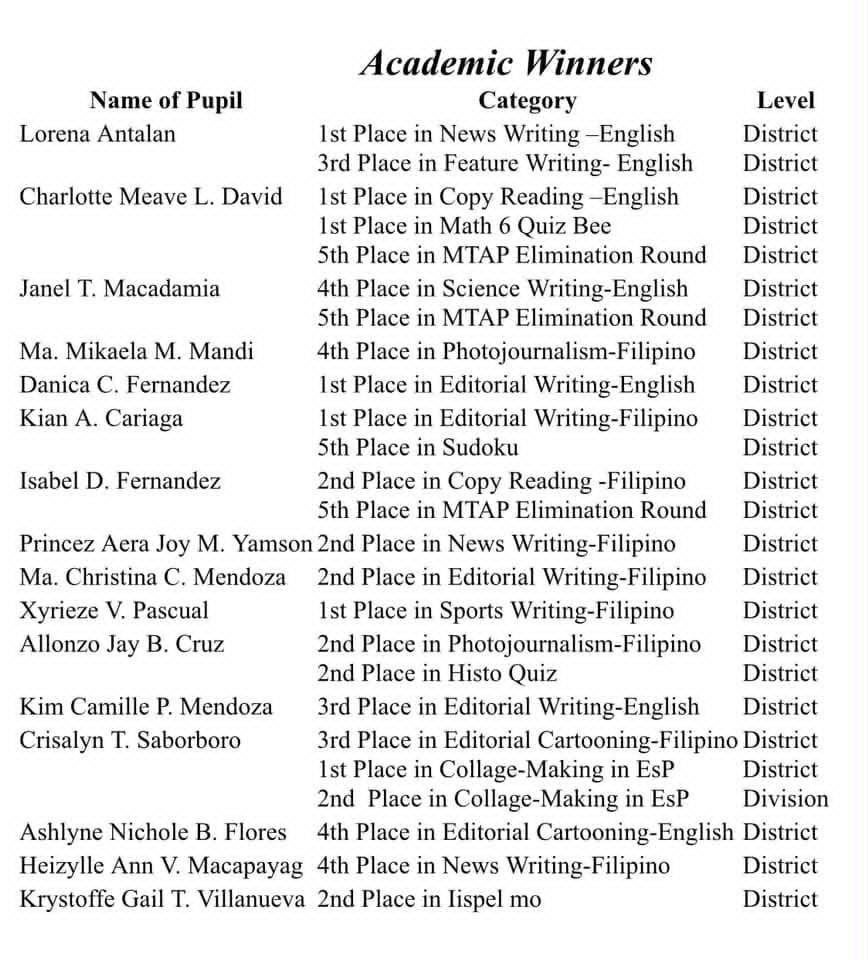 Academic Winners
Name of Pupil Category Level
Lorena Antalan 1st Place in News Writing –English District
3rd Place in Feature Writing- English District
Charlotte Meave L. David 1st Place in Copy Reading –English District
1st Place in Math 6 Quiz Bee District
5th Place in MTAP Elimination Round District
Janel T. Macadamia 4th Place in Science Writing-English District
5th Place in MTAP Elimination Round District
Ma. Mikaela M. Mandi 4th Place in Photojournalism-Filipino District
Danica C. Fernandez 1st Place in Editorial Writing-English District
Kian A. Cariaga 1st Place in Editorial Writing-Filipino District
5th Place in Sudoku District
Isabel D. Fernandez 2nd Place in Copy Reading -Filipino District
5th Place in MTAP Elimination Round District
Princez Aera Joy M. Yamson 2nd Place in News Writing-Filipino District
Ma. Christina C. Mendoza 2nd Place in Editorial Writing-Filipino District
Xyrieze V. Pascual 1st Place in Sports Writing-Filipino District
Allonzo Jay B. Cruz 2nd Place in Photojournalism-Filipino District
2nd Place in Histo Quiz District
Kim Camille P. Mendoza 3rd Place in Editorial Writing-English District
Crisalyn T. Saborboro 3rd Place in Editorial Cartooning-Filipino District
1st Place in Collage-Making in EsP District
2nd Place in Collage-Making in EsP Division
Ashlyne Nichole B. Flores 4th Place in Editorial Cartooning-English District
Heizylle Ann V. Macapayag 4th Place in News Writing-Filipino District
Krystoffe Gail T. Villanueva 2nd Place in Iispel mo District